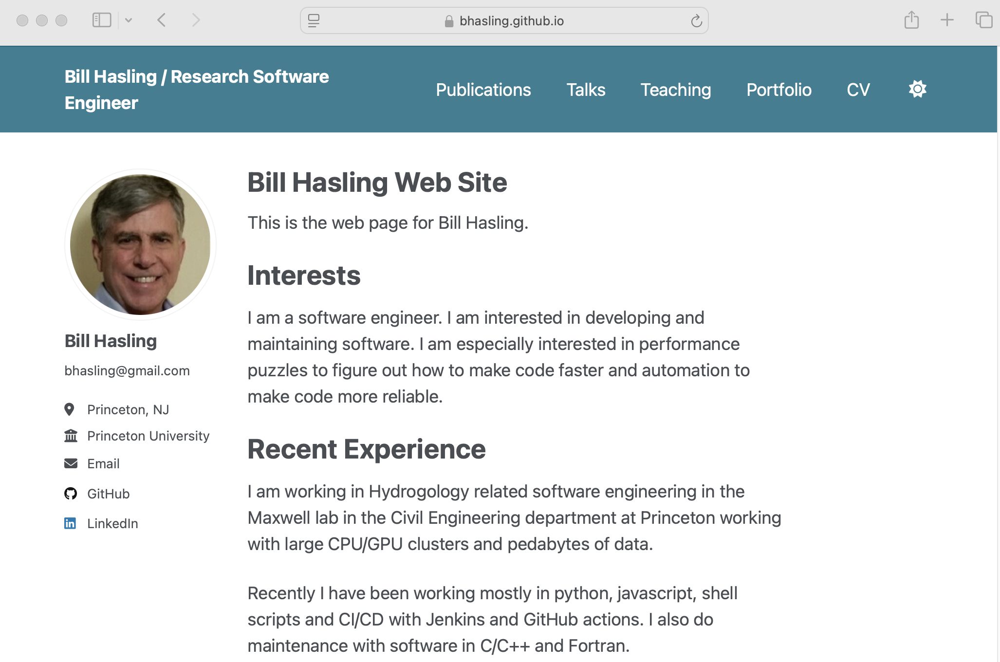 bhasling.github.io
Bill Hasling / Research Software
Engineer
Publications
Talks
Teaching
Portfolio
CV
Bill Hasling
bhasling@gmail.com
Princeton, NJ
Princeton University
Email
GitHub
LinkedIn
Bill Hasling Web Site
This is the web page for Bill Hasling.
Interests
I am a software engineer. I am interested in developing and
maintaining software. I am especially interested in performance
puzzles to figure out how to make code faster and automation to
make code more reliable.
Recent Experience
I am working in Hydrogology related software engineering in the
Maxwell lab in the Civil Engineering department at Princeton working
with large CPU/GPU clusters and pedabytes of data.
Recently I have been working mostly in python, javascript, shell
scripts and CI/CD with Jenkins and GitHub actions. I also do
maintenance with software in C/C++ and Fortran.